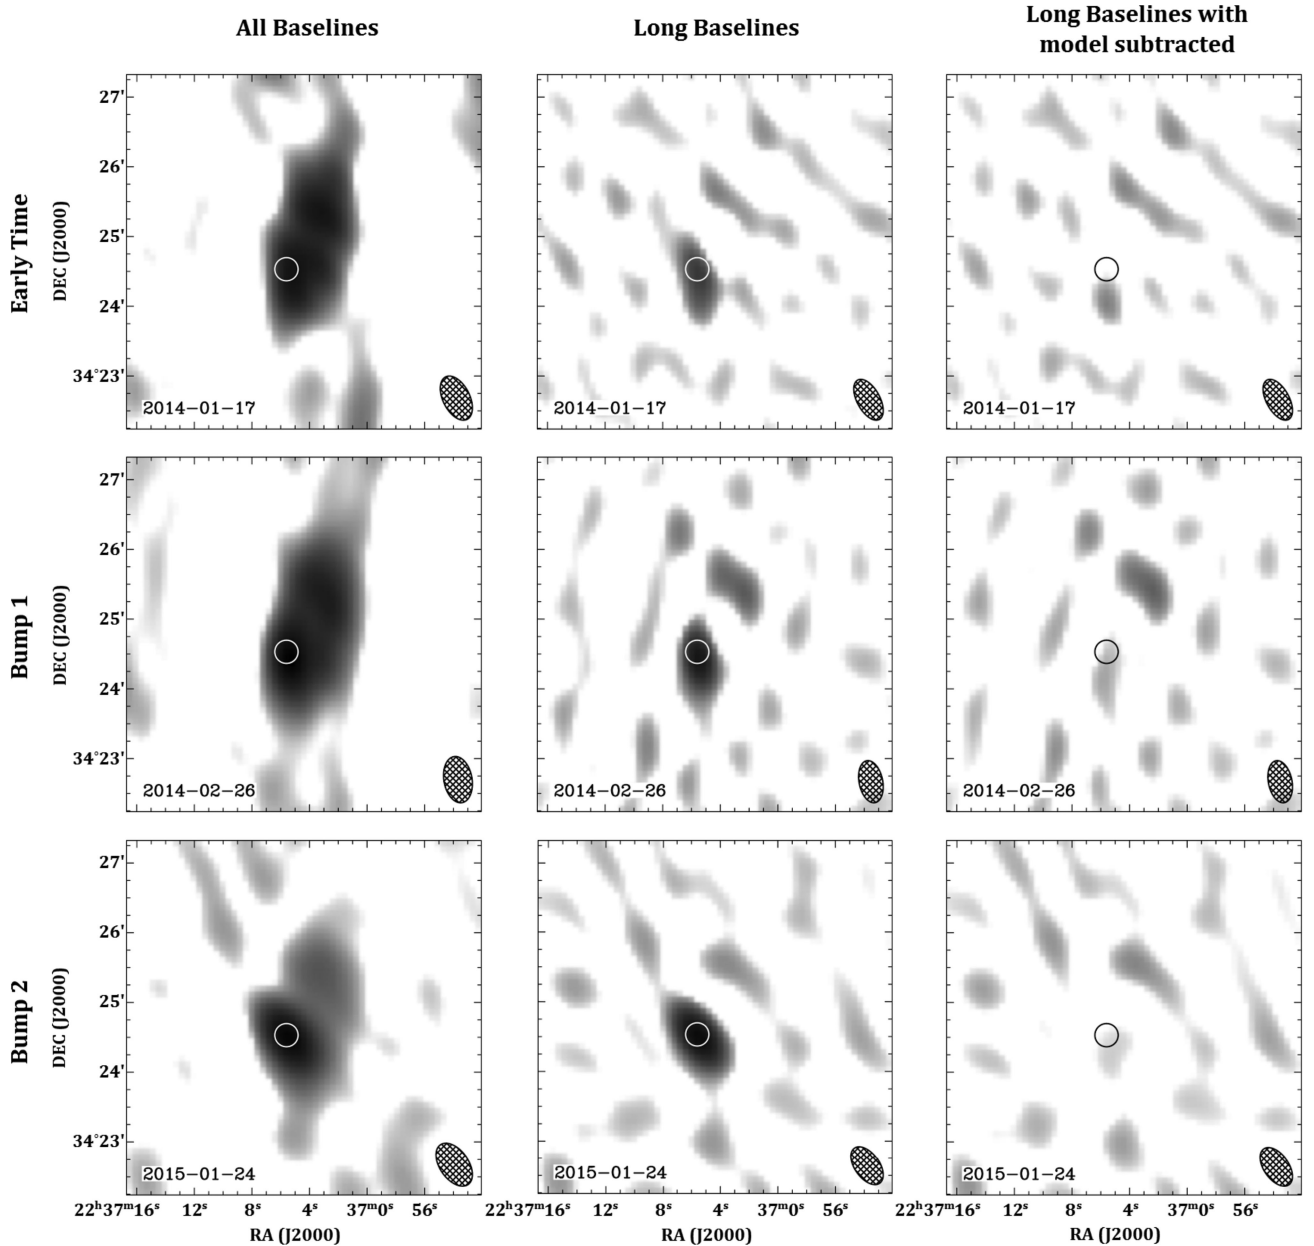 All Baselines
Long Baselines
Long Baselines with
model subtracted
Early Time
DEC (J2000)
27'
26'
25'
24'
34°23'
2014-01-17
2014-01-17
2014-01-17
Bump 1
DEC (J2000)
27'
26'
25'
24'
34°23'
2014-02-26
2014-02-26
2014-02-26
Bump 2
DEC (J2000)
27'
26'
25'
24'
34°23'
2015-01-24
2015-01-24
2015-01-24
22ʰ37ᵐ16ˢ 12ˢ 8ˢ 4ˢ 37ᵐ0ˢ 56ˢ
22ʰ37ᵐ16ˢ 12ˢ 8ˢ 4ˢ 37ᵐ0ˢ 56ˢ
22ʰ37ᵐ16ˢ 12ˢ 8ˢ 4ˢ 37ᵐ0ˢ 56ˢ
RA (J2000)
RA (J2000)
RA (J2000)